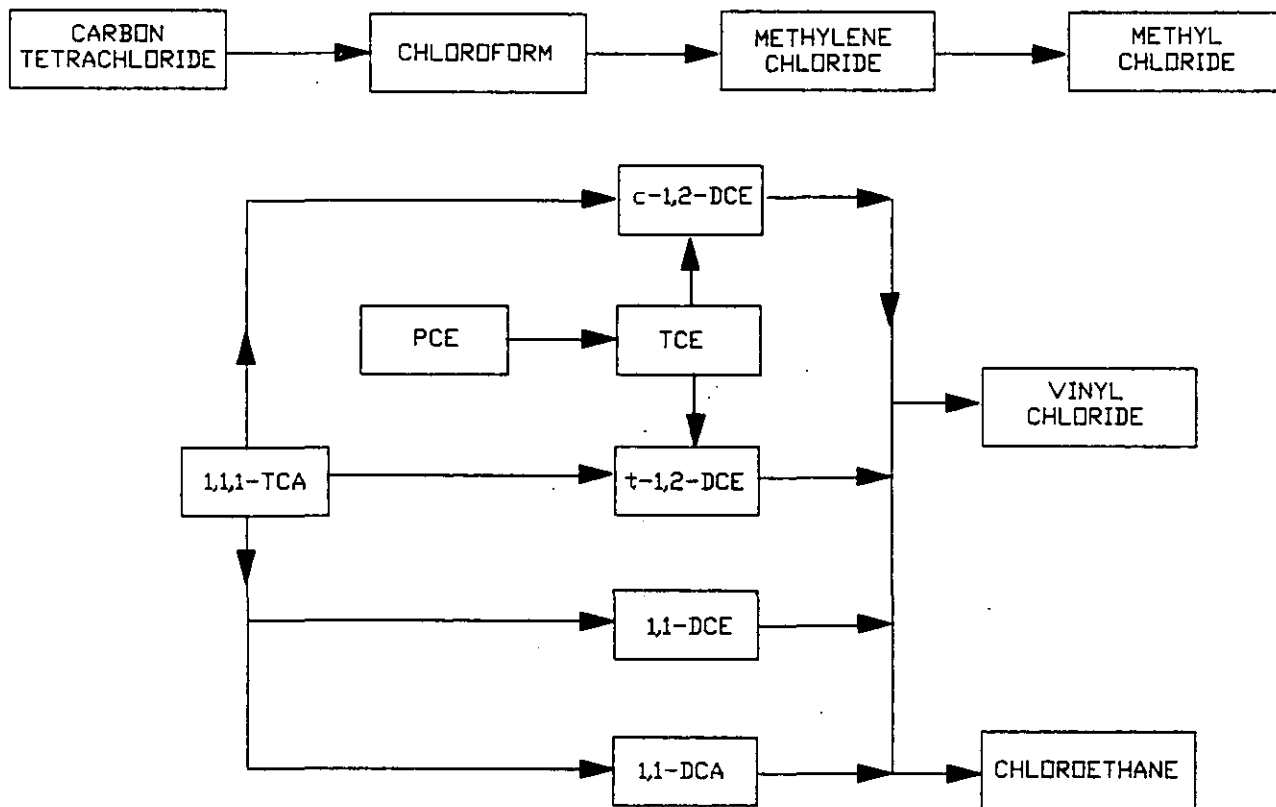 CARBON
TETRACHLORIDE
CHLOROFORM
METHYLENE
CHLORIDE
METHYL
CHLORIDE
c-1,2-DCE
PCE
TCE
VINYL
CHLORIDE
1,1,1-TCA
t-1,2-DCE
1,1-DCE
1,1-DCA
CHLOROETHANE